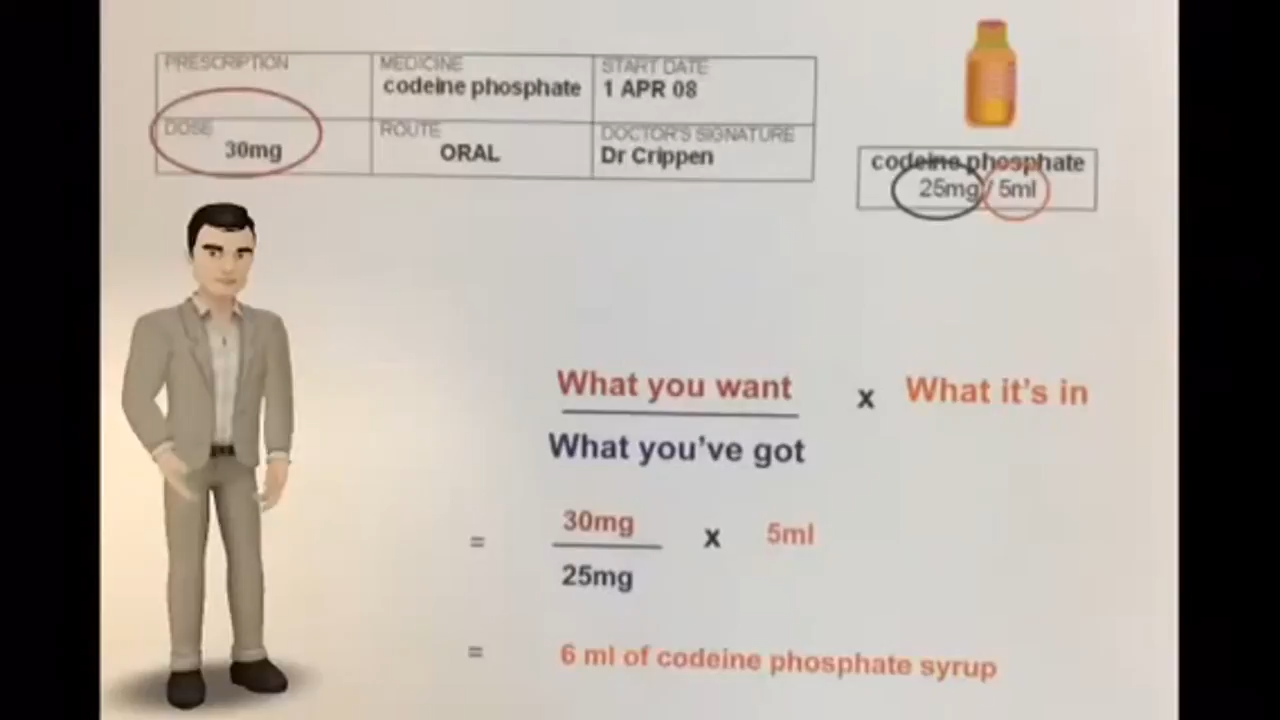 PRESCRIPTION
MEDICINE
codeine phosphate
START DATE
1 APR 08
DOSE
30mg
ROUTE
ORAL
DOCTOR'S SIGNATURE
Dr Crippen
codeine phosphate
25mg / 5ml
What you want x What it's in
What you've got
= 30mg x 5ml
25mg
= 6 ml of codeine phosphate syrup